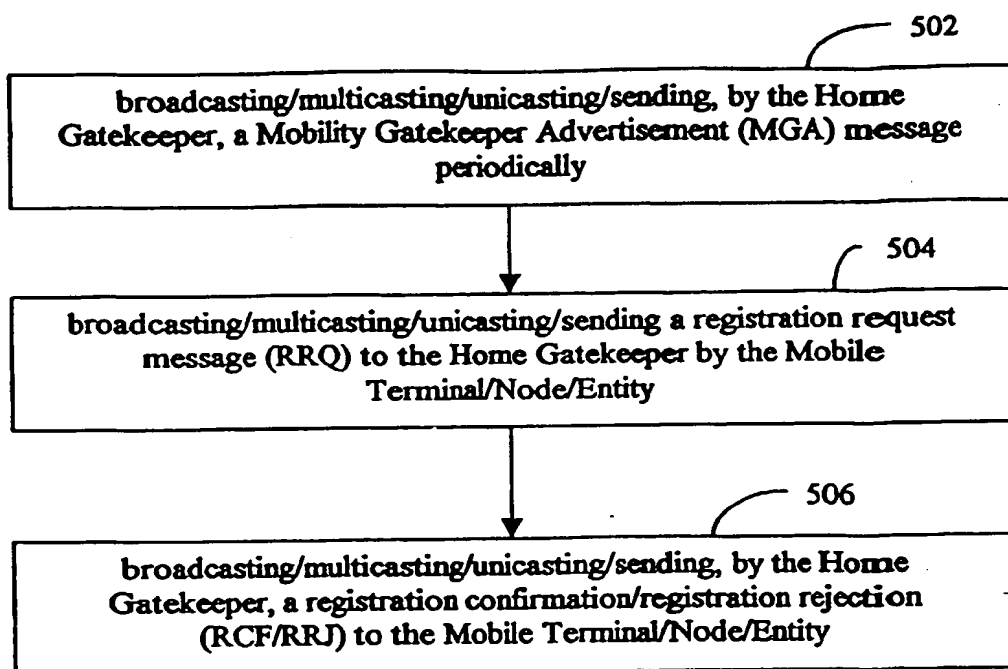 502
broadcasting/multicasting/unicasting/sending, by the Home
Gatekeeper, a Mobility Gatekeeper Advertisement (MGA) message
periodically
504
broadcasting/multicasting/unicasting/sending a registration request
message (RRQ) to the Home Gatekeeper by the Mobile
Terminal/Node/Entity
506
broadcasting/multicasting/unicasting/sending, by the Home
Gatekeeper, a registration confirmation/registration rejection
(RCF/RRJ) to the Mobile Terminal/Node/Entity